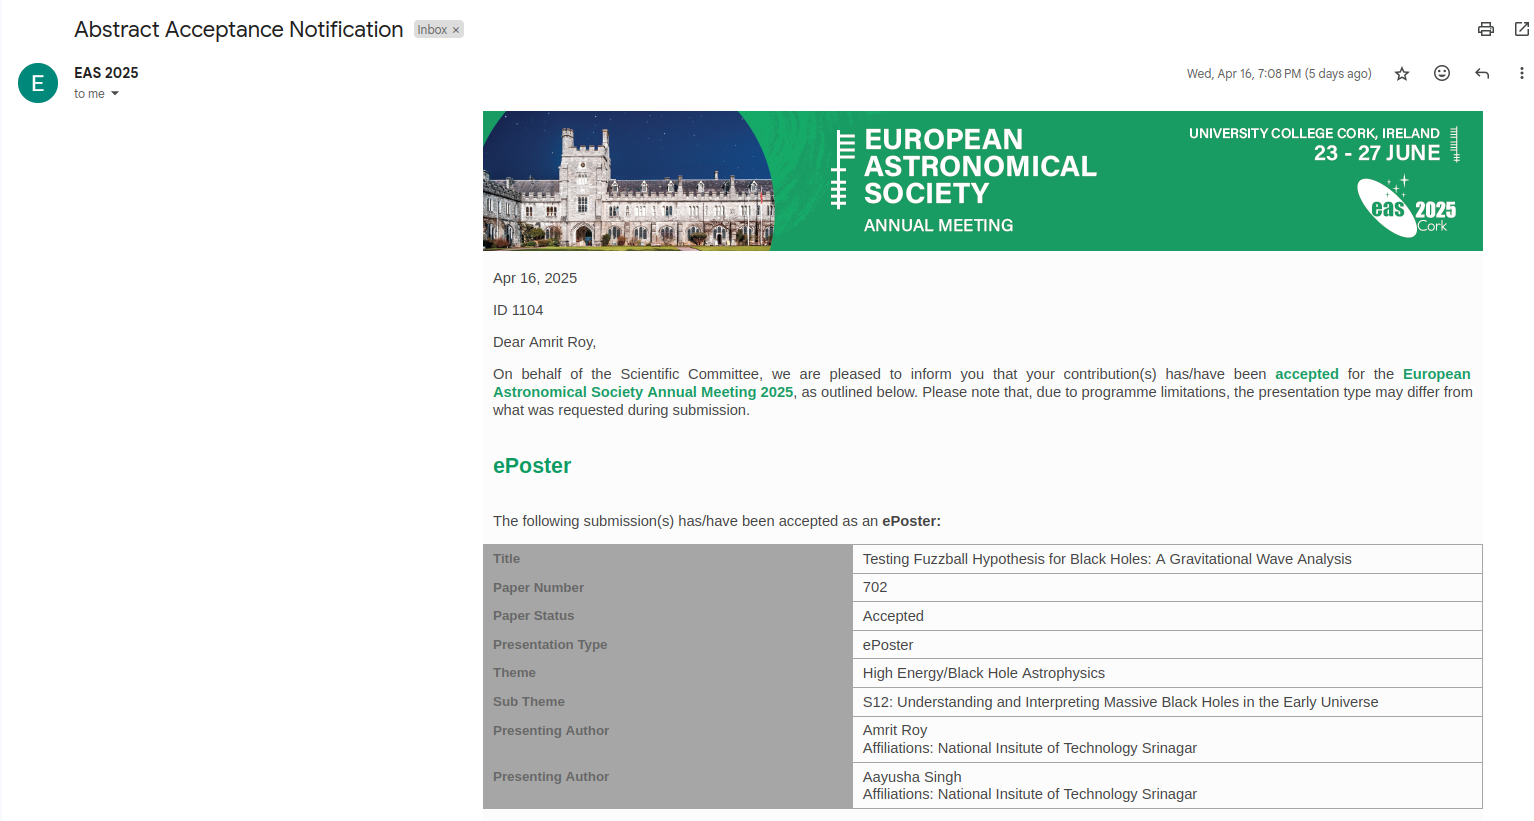 Abstract Acceptance Notification Inbox ×
E
EAS 2025
to me
Wed, Apr 16, 7:08 PM (5 days ago)
EUROPEAN
ASTRONOMICAL
SOCIETY
ANNUAL MEETING
UNIVERSITY COLLEGE CORK, IRELAND
23 - 27 JUNE
eas 2025
Cork
Apr 16, 2025
ID 1104
Dear Amrit Roy,
On behalf of the Scientific Committee, we are pleased to inform you that your contribution(s) has/have been accepted for the European
Astronomical Society Annual Meeting 2025, as outlined below. Please note that, due to programme limitations, the presentation type may differ from
what was requested during submission.
ePoster
The following submission(s) has/have been accepted as an ePoster:
Title Testing Fuzzball Hypothesis for Black Holes: A Gravitational Wave Analysis
Paper Number 702
Paper Status Accepted
Presentation Type ePoster
Theme High Energy/Black Hole Astrophysics
Sub Theme S12: Understanding and Interpreting Massive Black Holes in the Early Universe
Presenting Author Amrit Roy
Affiliations: National Insitute of Technology Srinagar
Presenting Author Aayusha Singh
Affiliations: National Insitute of Technology Srinagar